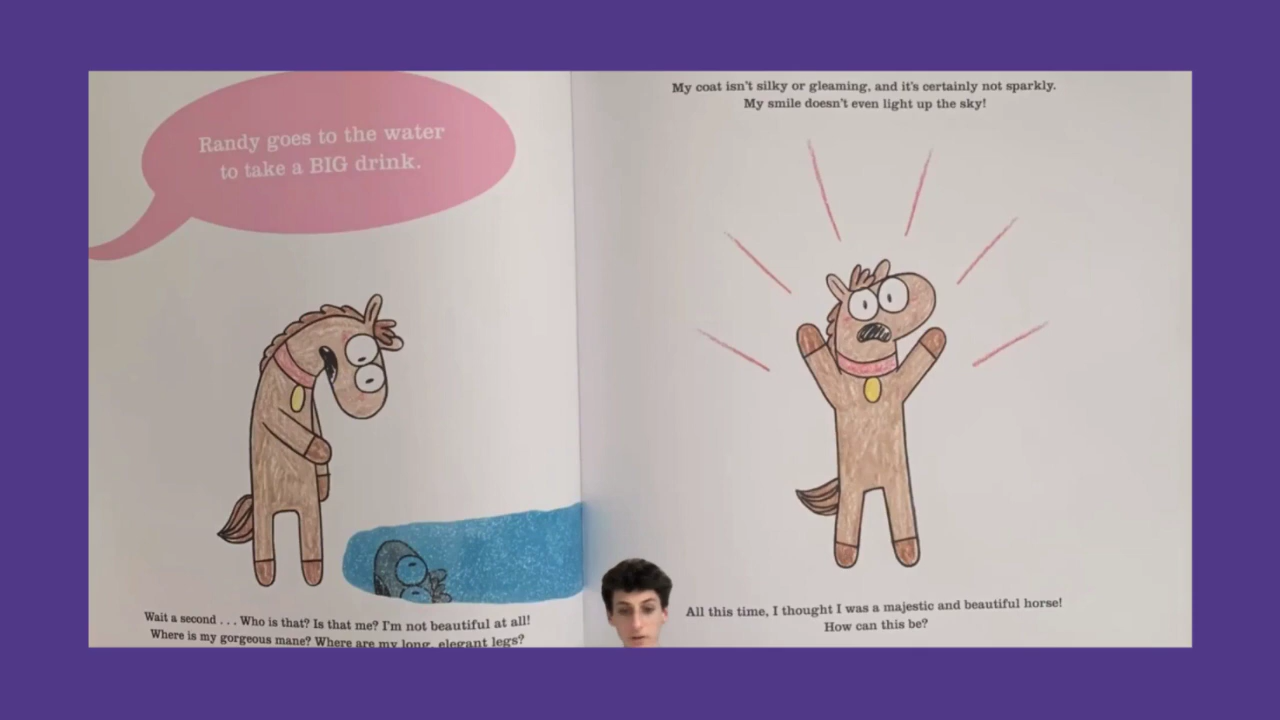 Randy goes to the water
to take a BIG drink.
Wait a second . . . Who is that? Is that me? I'm not beautiful at all!
Where is my gorgeous mane? Where are my long, elegant legs?
My coat isn't silky or gleaming, and it's certainly not sparkly.
My smile doesn't even light up the sky!
All this time, I thought I was a majestic and beautiful horse!
How can this be?